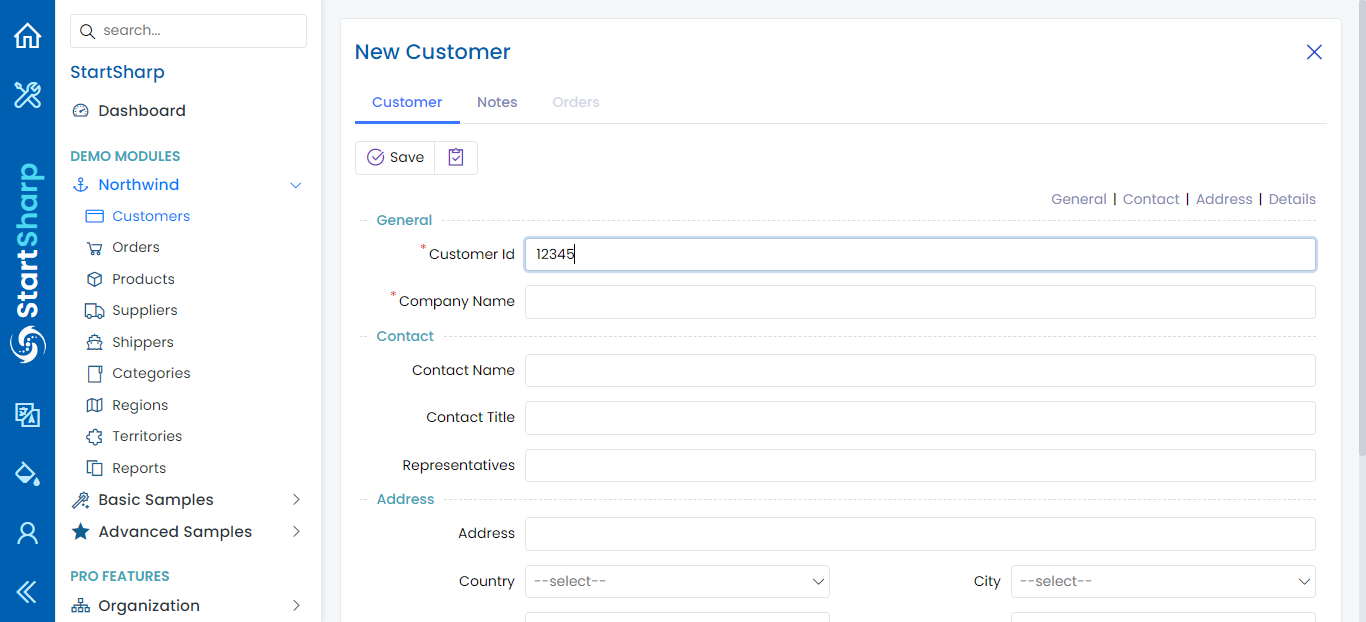 search...
StartSharp
Dashboard
DEMO MODULES
Northwind
Customers
Orders
Products
Suppliers
Shippers
Categories
Regions
Territories
Reports
Basic Samples
Advanced Samples
PRO FEATURES
Organization
StartSharp
New Customer
Customer Notes Orders
Save
General | Contact | Address | Details
General
* Customer Id 12345
* Company Name
Contact
Contact Name
Contact Title
Representatives
Address
Address
Country --select-- City --select--